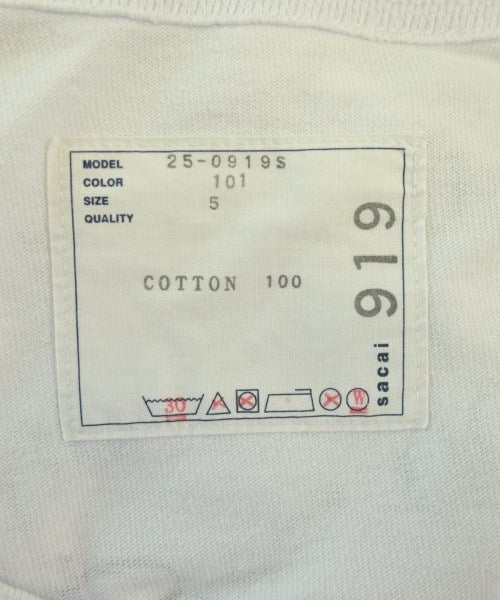 MODEL 25-0919S
COLOR 101
SIZE 5
QUALITY
COTTON 100
919
sacai
30
W